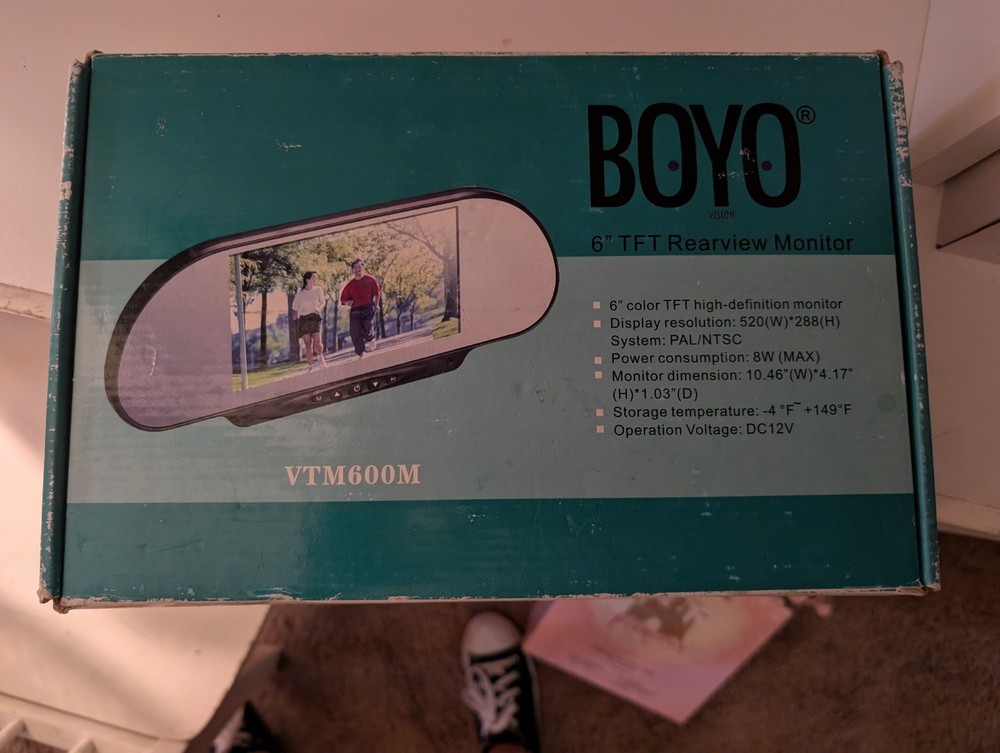 BOYO®
VISION
6" TFT Rearview Monitor
6" color TFT high-definition monitor
Display resolution: 520(W)*288(H)
System: PAL/NTSC
Power consumption: 8W (MAX)
Monitor dimension: 10.46"(W)*4.17"
(H)*1.03"(D)
Storage temperature: -4 °F~ +149°F
Operation Voltage: DC12V
VTM600M